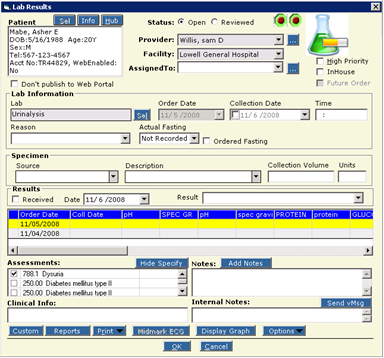 Lab Results
Patient Sel Info Hub
Mabe, Asher E
DOB:5/16/1988 Age:20Y
Sex:M
Tel:567-123-4567
Acct No:TR44829, WebEnabled:
No
Don't publish to Web Portal
Status: Open Reviewed
Provider: Willis, sam D ...
Facility: Lowell General Hospital
AssignedTo: ...
High Priority
InHouse
Future Order
Lab Information
Lab Order Date Collection Date Time
Urinalysis Sel 11/ 5 /2008 11/ 6 /2008 :
Reason Actual Fasting
Not Recorded Ordered Fasting
Specimen
Source Description Collection Volume Units
Results
Received Date 11/ 6 /2008 Result
Order Date Coll Date pH SPEC GR pH spec gravi PROTEIN protein GLUCO
11/05/2008
11/04/2008
Assessments: Hide Specify Notes: Add Notes
788.1 Dysuria
250.00 Diabetes mellitus type II
250.00 Diabetes mellitus type II
Clinical Info: Internal Notes: Send vMsg
Custom Reports Print Midmark ECG Display Graph Options
OK Cancel